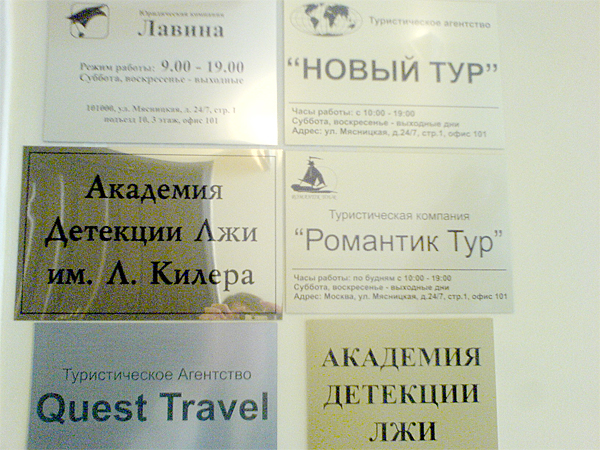 Юридическая компания
Лавина
Режим работы: 9.00 - 19.00
Суббота, воскресенье - выходные
101000, ул. Мясницкая, д. 24/7, стр. 1
подъезд 10, 3 этаж, офис 101
Туристическое агентство
“НОВЫЙ ТУР”
Часы работы: с 10:00 - 19:00
Суббота, воскресенье - выходные дни
Адрес: ул. Мясницкая, д.24/7, стр.1, офис 101
Академия
Детекции Лжи
им. Л. Килера
Туристическая компания
“Романтик Тур”
Часы работы: по будням с 10:00 - 19:00
Суббота, воскресенье - выходные дни
Адрес: Москва, ул. Мясницкая, д.24/7, стр.1, офис 101
Туристическое Агентство
Quest Travel
АКАДЕМИЯ
ДЕТЕКЦИИ
ЛЖИ